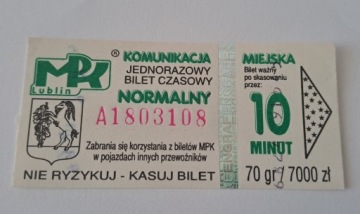 MPK
Lublin
®
KOMUNIKACJA
JEDNORAZOWY
BILET CZASOWY
NORMALNY
A1803108
Zabrania się korzystania z biletów MPK
w pojazdach innych przewoźników
NIE RYZYKUJ - KASUJ BILET
MIEJSKA
Bilet ważny
po skasowaniu
przez:
10
MINUT
70 gr / 7000 zł